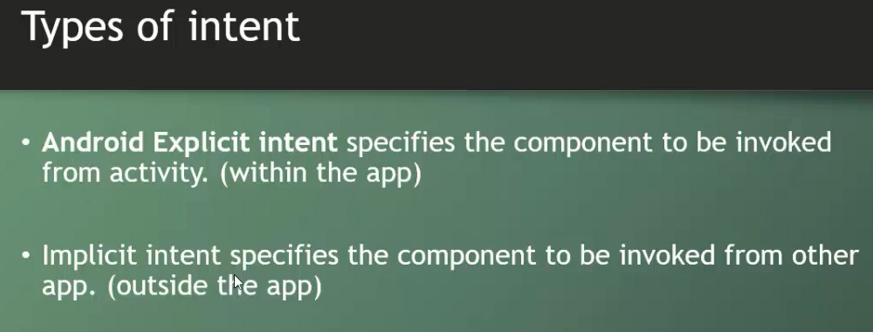 Types of intent
• Android Explicit intent specifies the component to be invoked
from activity. (within the app)
• Implicit intent specifies the component to be invoked from other
app. (outside the app)